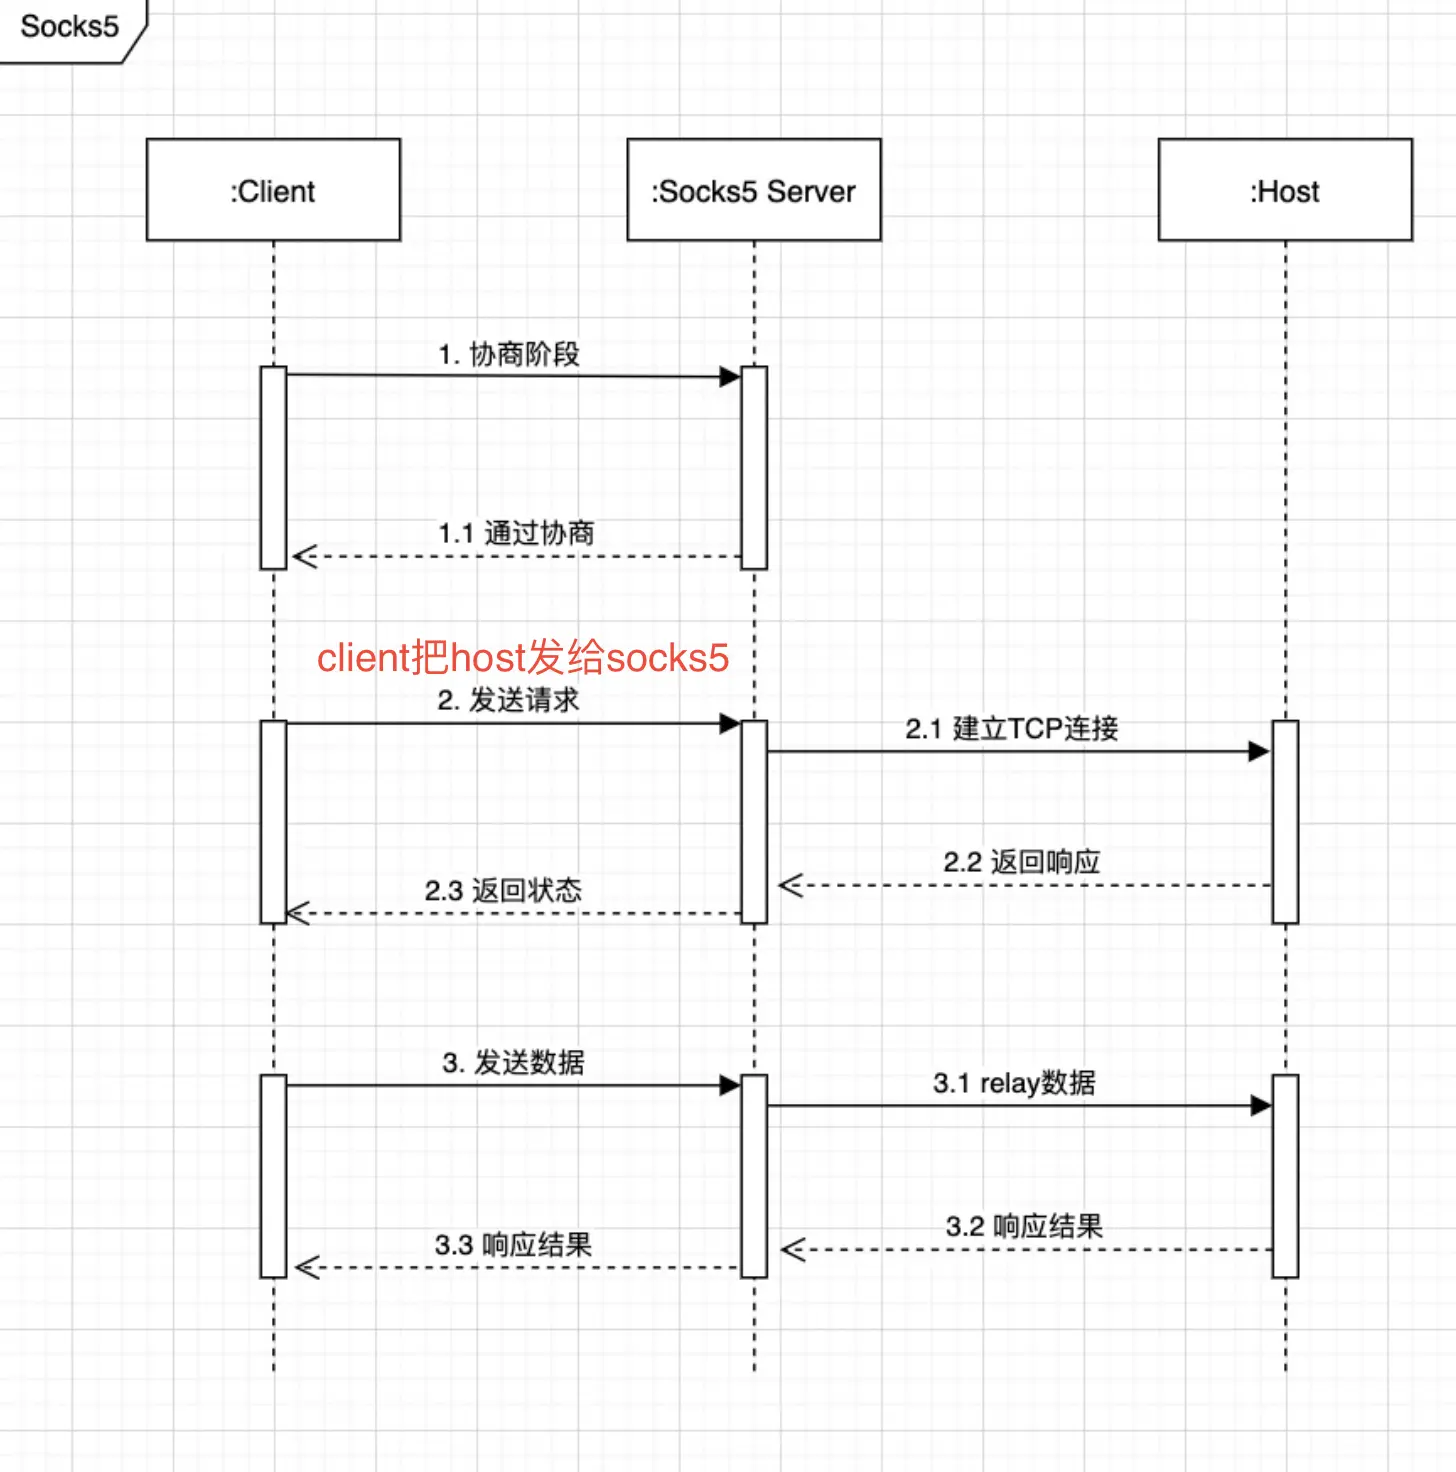 Socks5
:Client
:Socks5 Server
:Host
1. 协商阶段
1.1 通过协商
client把host发给socks5
2. 发送请求
2.1 建立TCP连接
2.2 返回响应
2.3 返回状态
3. 发送数据
3.1 relay数据
3.2 响应结果
3.3 响应结果